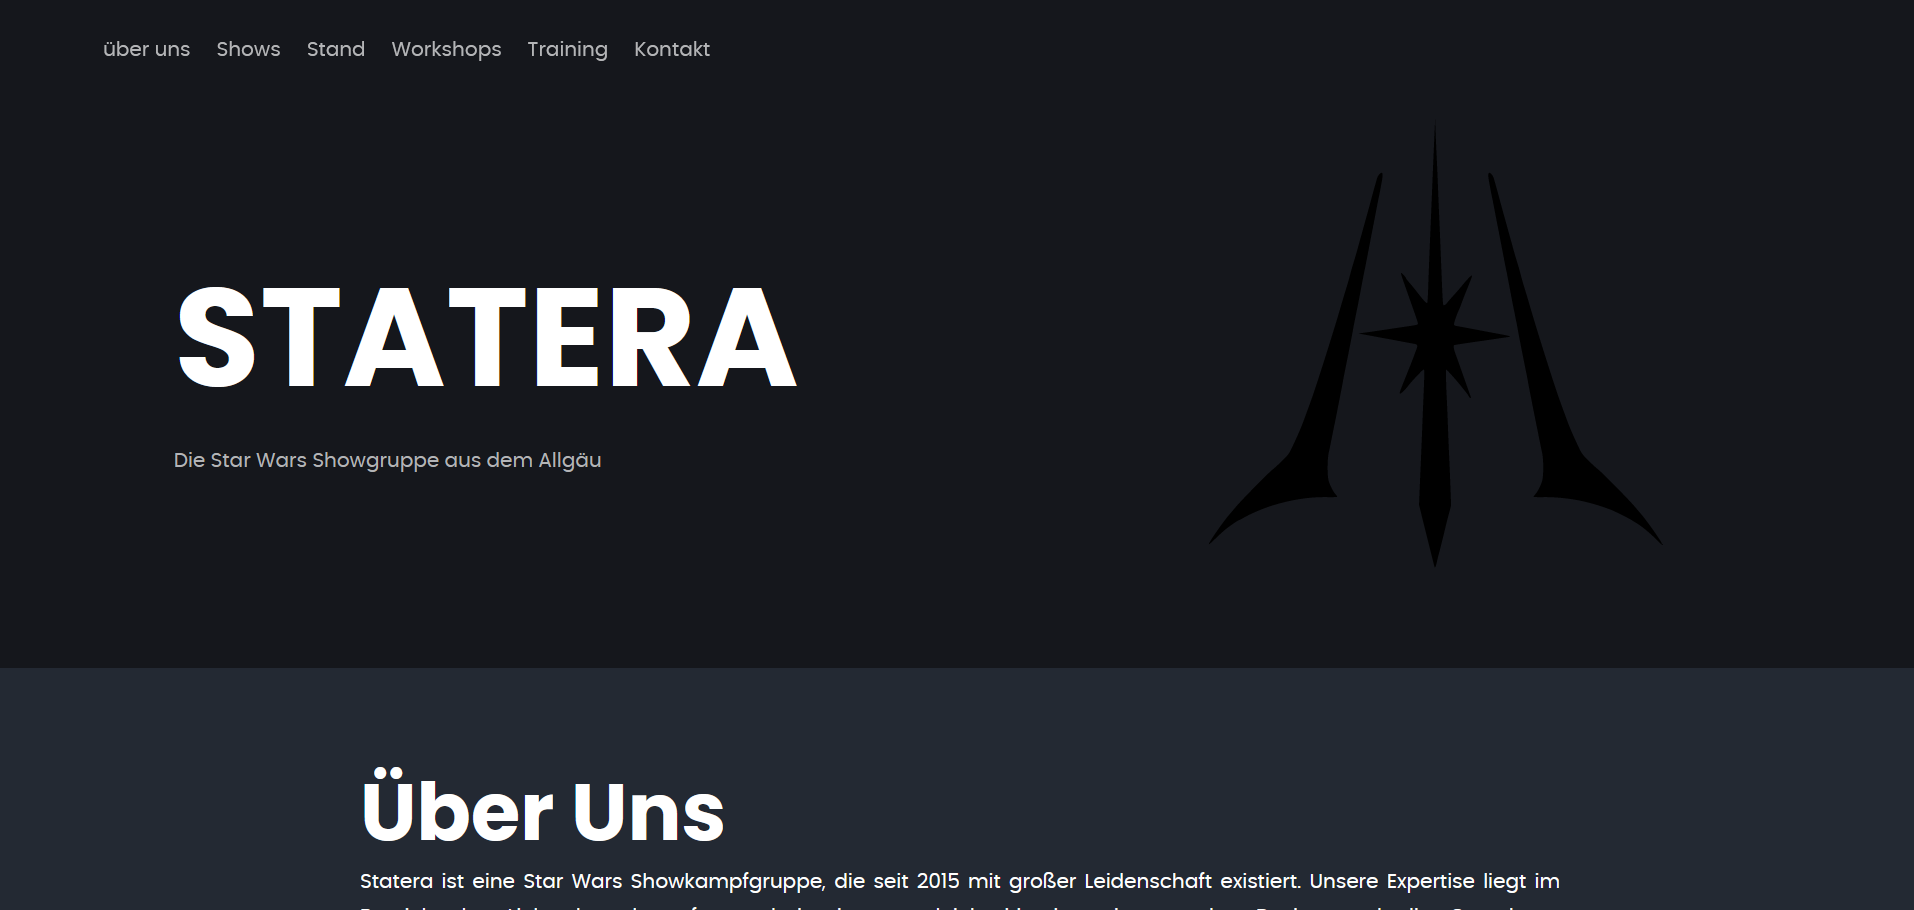 über uns Shows Stand Workshops Training Kontakt
STATERA
Die Star Wars Showgruppe aus dem Allgäu
Über Uns
Statera ist eine Star Wars Showkampfgruppe, die seit 2015 mit großer Leidenschaft existiert. Unsere Expertise liegt im